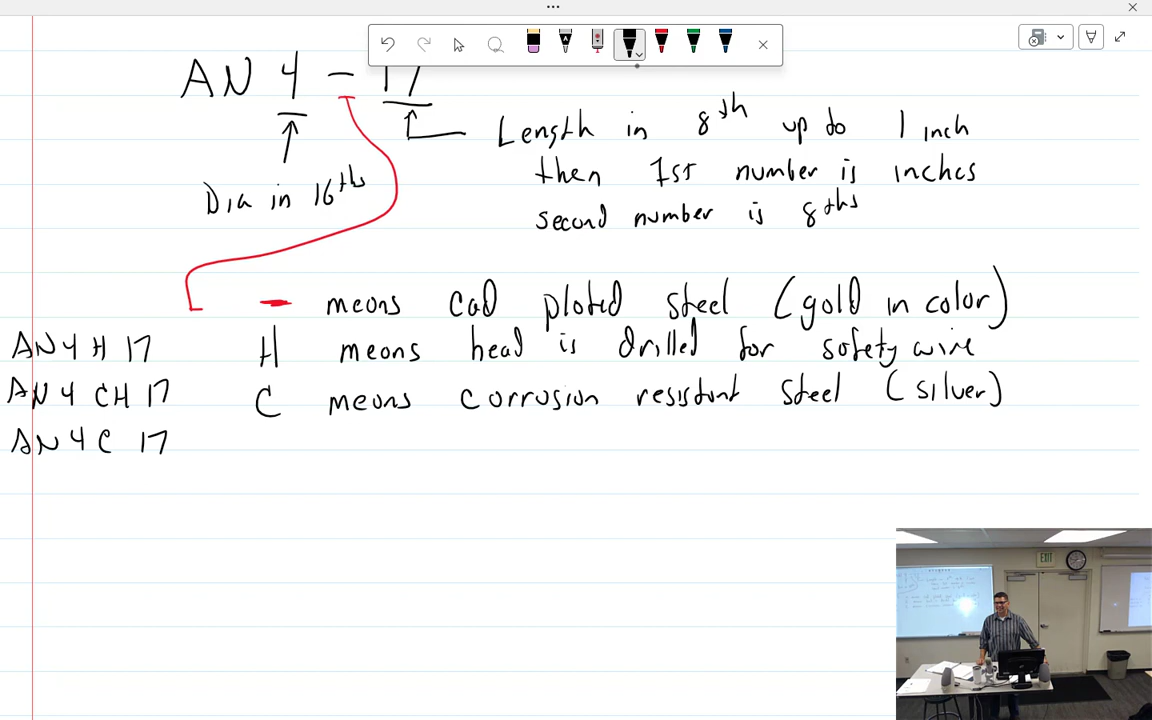 AN 4 - 17
Length in 8th up to 1 inch
then 1st number is inches
second number is 8ths
Dia in 16ths
- means cad plated steel (gold in color)
AN 4 H 17 H means head is drilled for safety wire
AN 4 CH 17 C means corrosion resistant steel (silver)
AN 4 C 17
EXIT